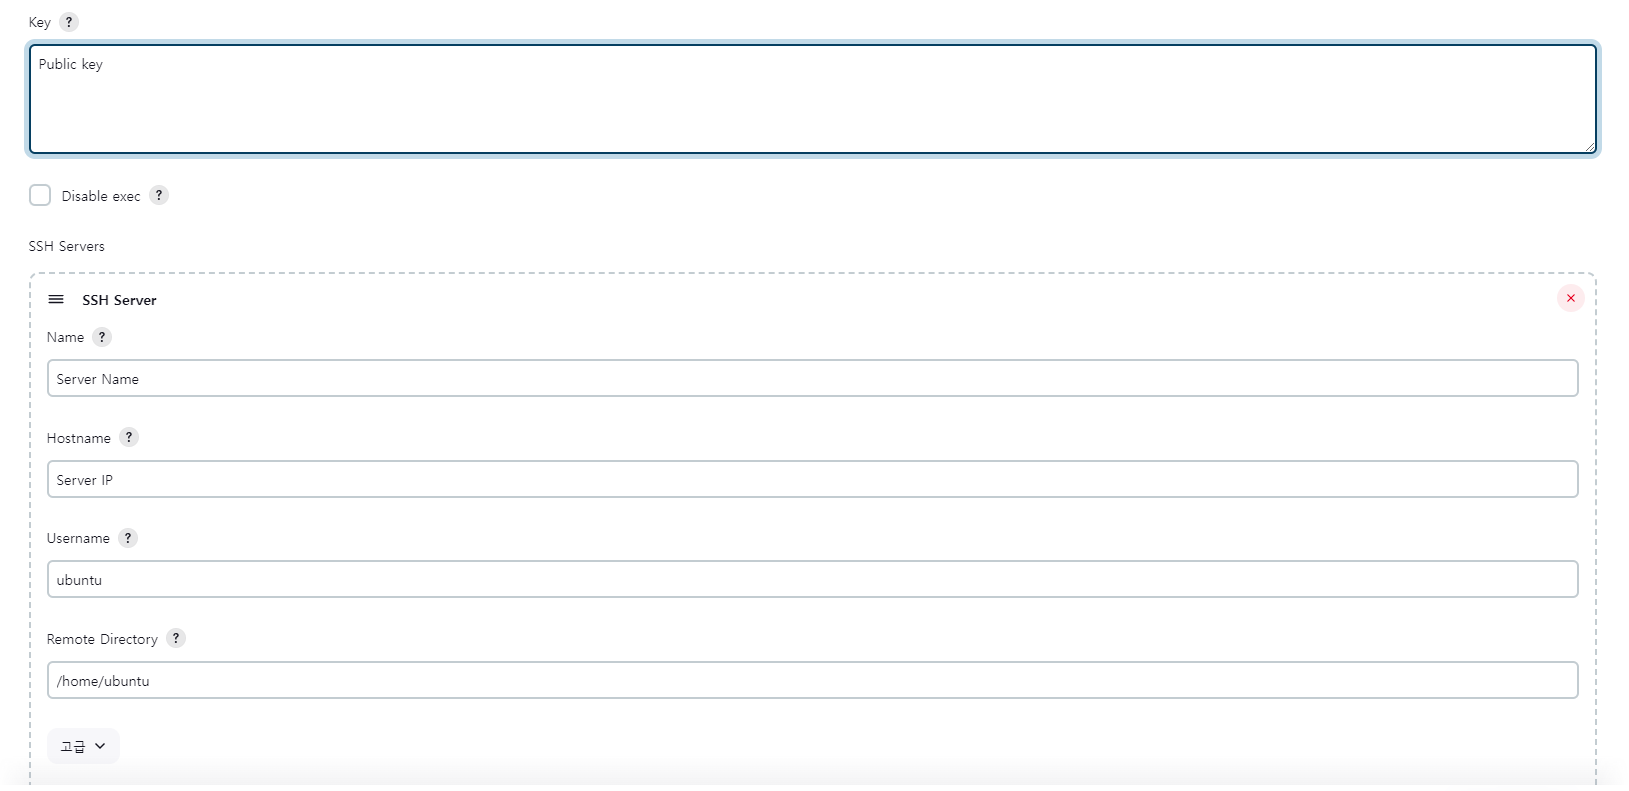 Key ?
Public key
Disable exec ?
SSH Servers
SSH Server
Name ?
Server Name
Hostname ?
Server IP
Username ?
ubuntu
Remote Directory ?
/home/ubuntu
고급